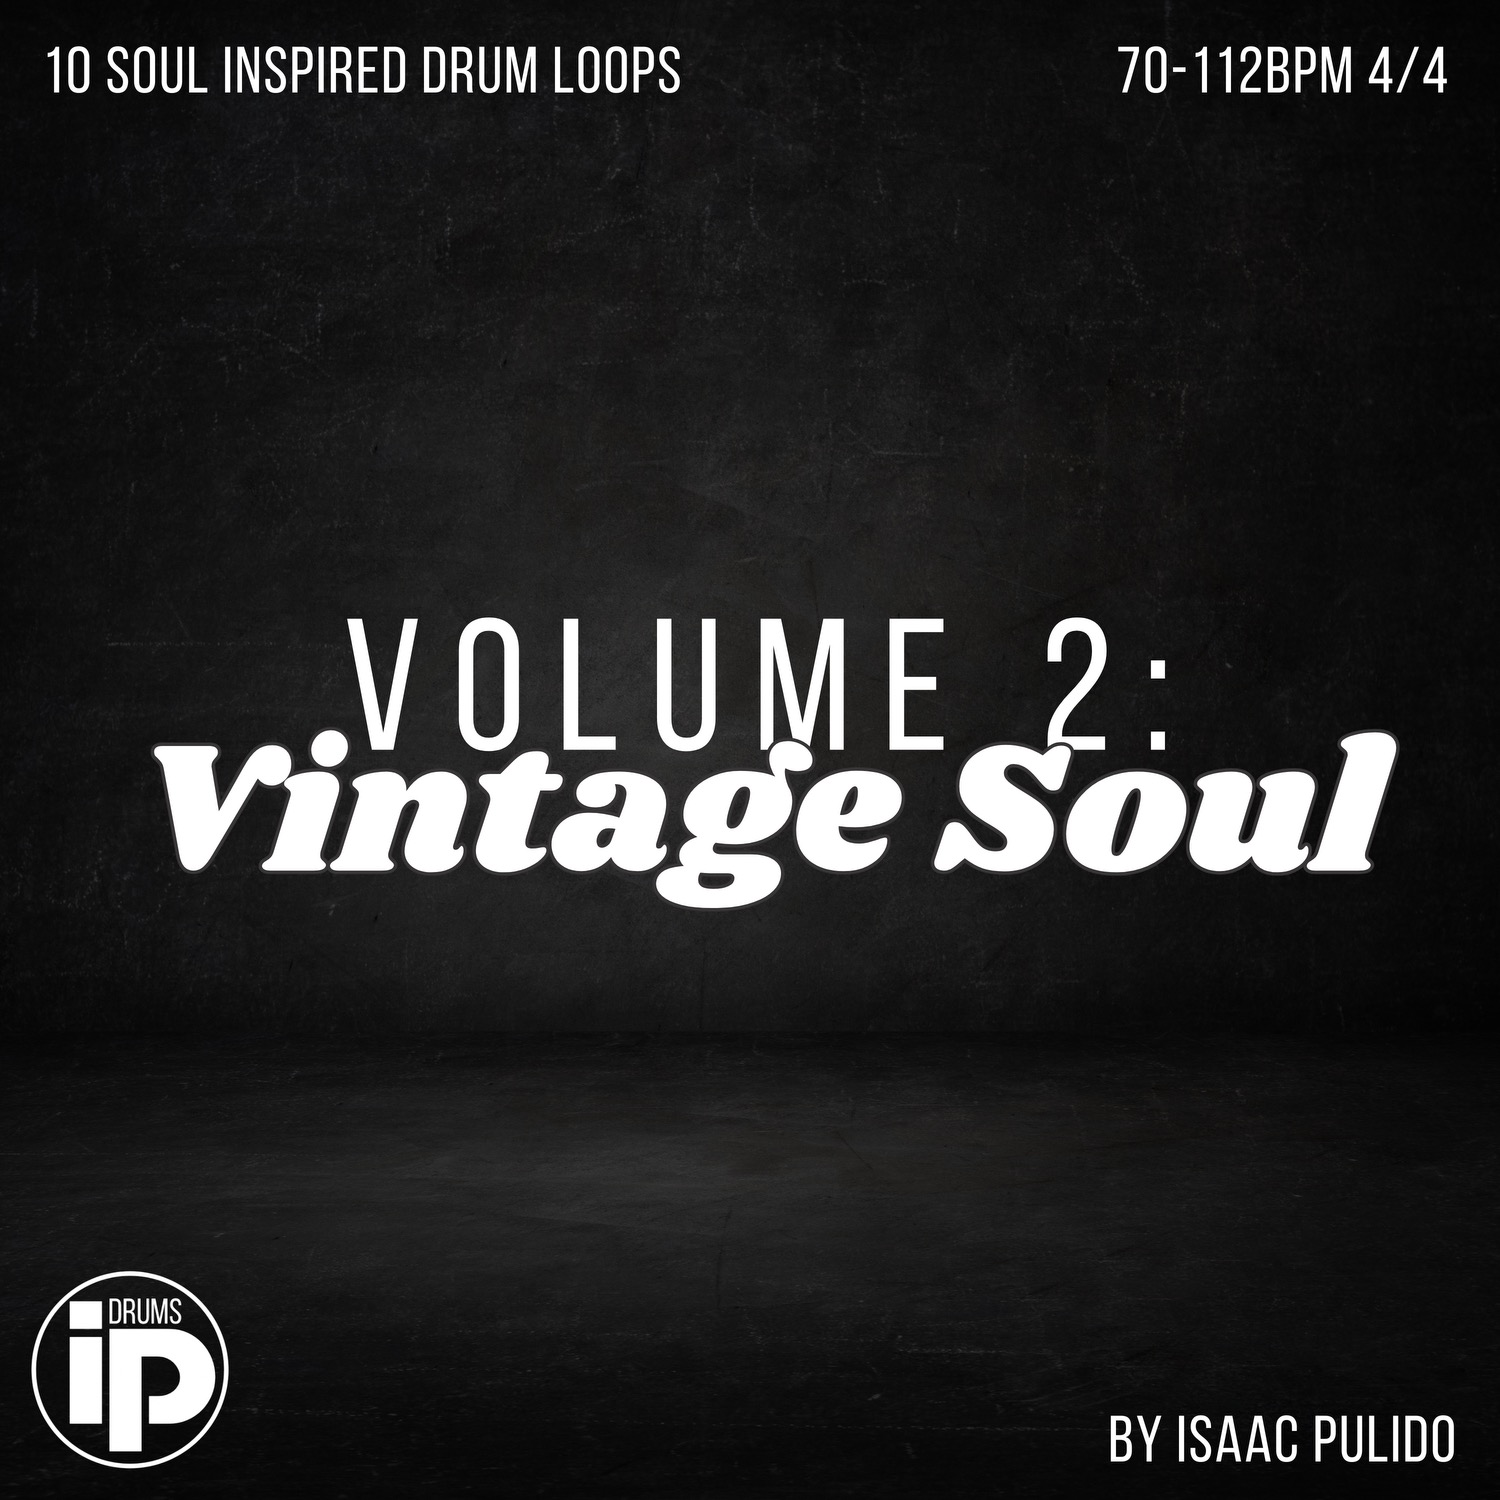 10 SOUL INSPIRED DRUM LOOPS
70-112BPM 4/4
VOLUME 2:
Vintage Soul
DRUMS
ip
BY ISAAC PULIDO